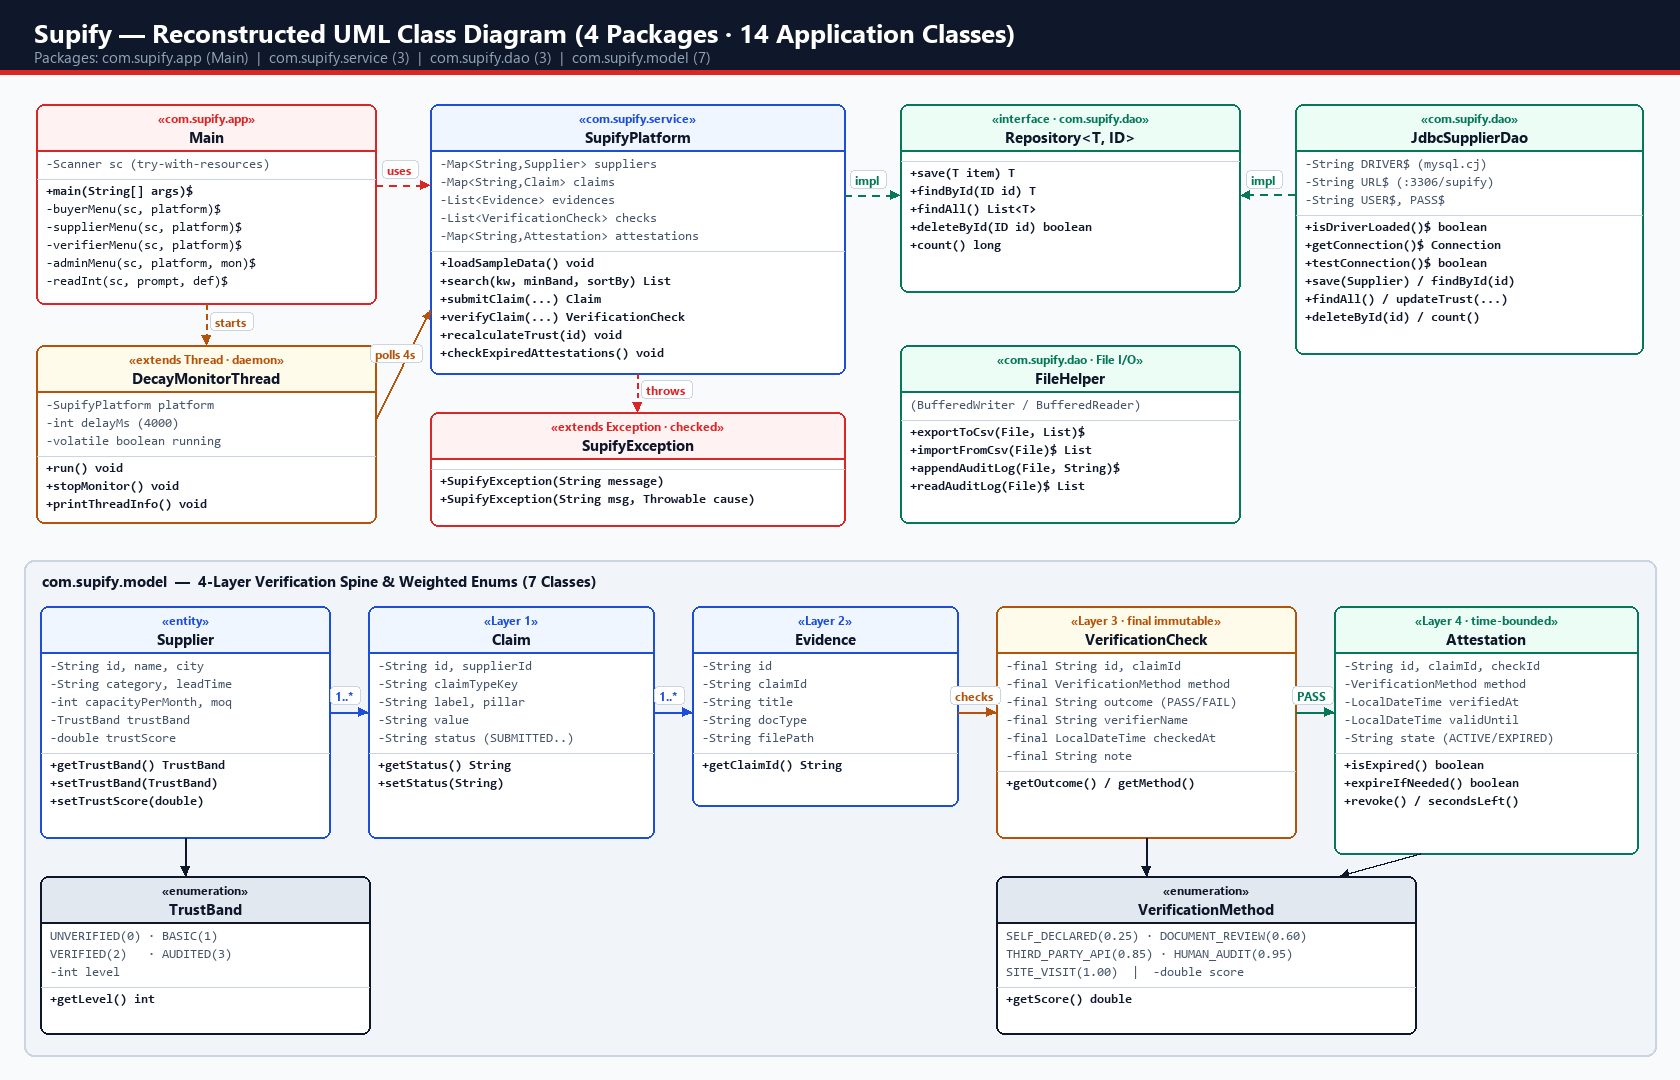 Supify — Reconstructed UML Class Diagram (4 Packages · 14 Application Classes)
Packages: com.supify.app (Main) | com.supify.service (3) | com.supify.dao (3) | com.supify.model (7)
«com.supify.app»
Main
-Scanner sc (try-with-resources)
+main(String[] args)$
-buyerMenu(sc, platform)$
-supplierMenu(sc, platform)$
-verifierMenu(sc, platform)$
-adminMenu(sc, platform, mon)$
-readInt(sc, prompt, def)$
uses
«com.supify.service»
SupifyPlatform
-Map<String,Supplier> suppliers
-Map<String,Claim> claims
-List<Evidence> evidences
-List<VerificationCheck> checks
-Map<String,Attestation> attestations
+loadSampleData() void
+search(kw, minBand, sortBy) List
+submitClaim(...) Claim
+verifyClaim(...) VerificationCheck
+recalculateTrust(id) void
+checkExpiredAttestations() void
impl
«interface · com.supify.dao»
Repository<T, ID>
+save(T item) T
+findById(ID id) T
+findAll() List<T>
+deleteById(ID id) boolean
+count() long
impl
«com.supify.dao»
JdbcSupplierDao
-String DRIVER$ (mysql.cj)
-String URL$ (:3306/supify)
-String USER$, PASS$
+isDriverLoaded()$ boolean
+getConnection()$ Connection
+testConnection()$ boolean
+save(Supplier) / findById(id)
+findAll() / updateTrust(...)
+deleteById(id) / count()
starts
«extends Thread · daemon»
DecayMonitorThread
-SupifyPlatform platform
-int delayMs (4000)
-volatile boolean running
+run() void
+stopMonitor() void
+printThreadInfo() void
polls 4s
throws
«extends Exception · checked»
SupifyException
+SupifyException(String message)
+SupifyException(String msg, Throwable cause)
«com.supify.dao · File I/O»
FileHelper
(BufferedWriter / BufferedReader)
+exportToCsv(File, List)$
+importFromCsv(File)$ List
+appendAuditLog(File, String)$
+readAuditLog(File)$ List
com.supify.model — 4-Layer Verification Spine & Weighted Enums (7 Classes)
«entity»
Supplier
-String id, name, city
-String category, leadTime
-int capacityPerMonth, moq
-TrustBand trustBand
-double trustScore
+getTrustBand() TrustBand
+setTrustBand(TrustBand)
+setTrustScore(double)
1..*
«Layer 1»
Claim
-String id, supplierId
-String claimTypeKey
-String label, pillar
-String value
-String status (SUBMITTED..)
+getStatus() String
+setStatus(String)
1..*
«Layer 2»
Evidence
-String id
-String claimId
-String title
-String docType
-String filePath
+getClaimId() String
checks
«Layer 3 · final immutable»
VerificationCheck
-final String id, claimId
-final VerificationMethod method
-final String outcome (PASS/FAIL)
-final String verifierName
-final LocalDateTime checkedAt
-final String note
+getOutcome() / getMethod()
PASS
«Layer 4 · time-bounded»
Attestation
-String id, claimId, checkId
-VerificationMethod method
-LocalDateTime verifiedAt
-LocalDateTime validUntil
-String state (ACTIVE/EXPIRED)
+isExpired() boolean
+expireIfNeeded() boolean
+revoke() / secondsLeft()
«enumeration»
TrustBand
UNVERIFIED(0) · BASIC(1)
VERIFIED(2) · AUDITED(3)
-int level
+getLevel() int
«enumeration»
VerificationMethod
SELF_DECLARED(0.25) · DOCUMENT_REVIEW(0.60)
THIRD_PARTY_API(0.85) · HUMAN_AUDIT(0.95)
SITE_VISIT(1.00) | -double score
+getScore() double